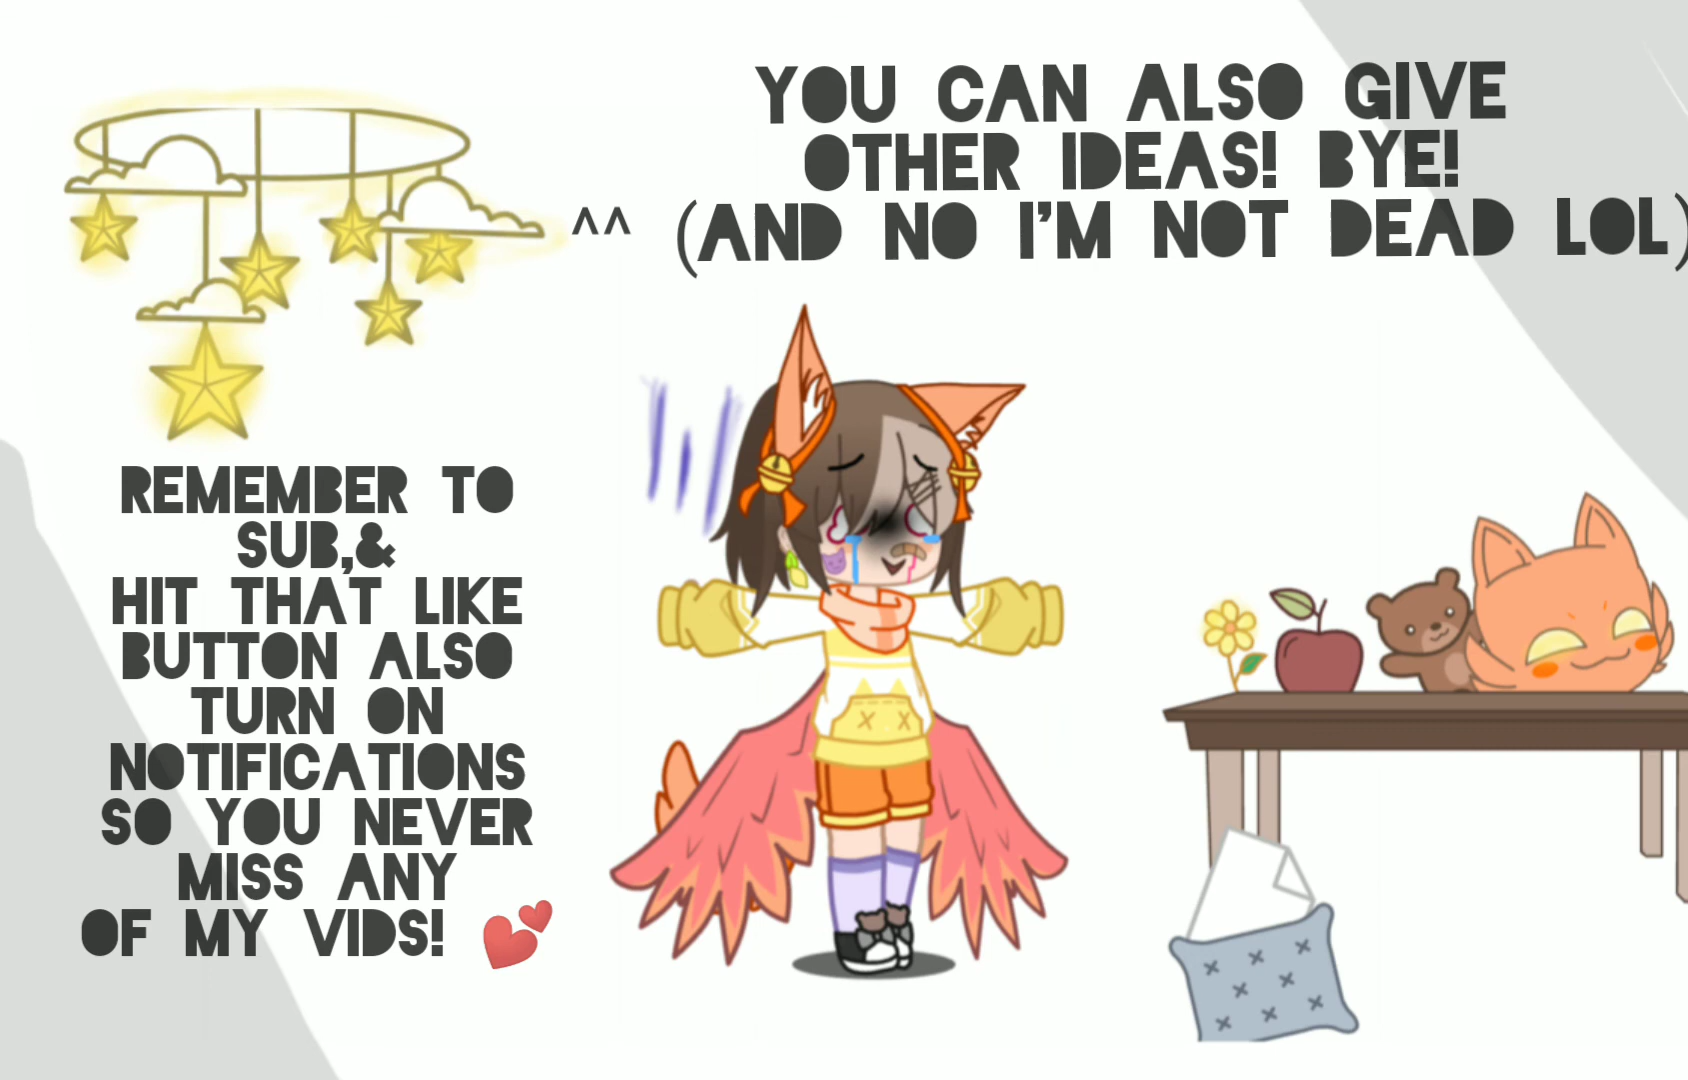 YOU CAN ALSO GIVE
OTHER IDEAS! BYE!
^^ (AND NO I'M NOT DEAD LOL)
REMEMBER TO
SUB,&
HIT THAT LIKE
BUTTON ALSO
TURN ON
NOTIFICATIONS
SO YOU NEVER
MISS ANY
OF MY VIDS! 💕